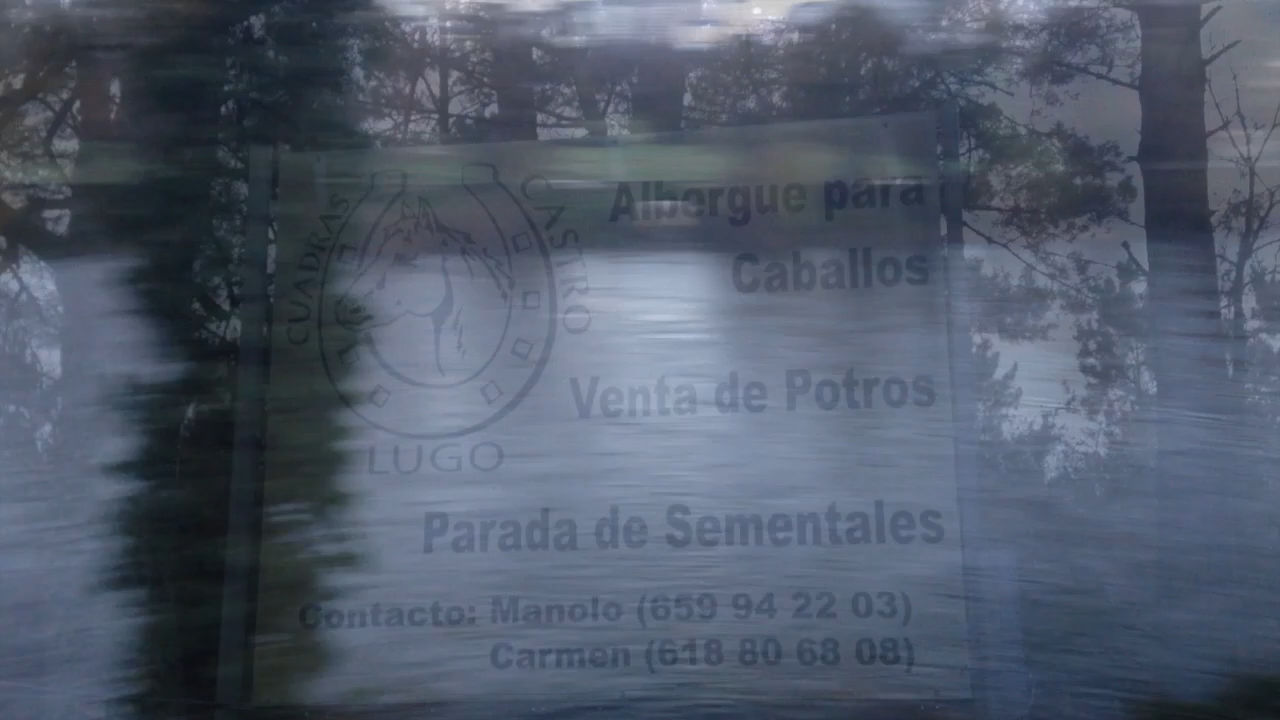 CUADRAS CASTRO
LUGO
Albergue para
Caballos
Venta de Potros
Parada de Sementales
Contacto: Manolo (659 94 22 03)
Carmen (618 80 68 08)